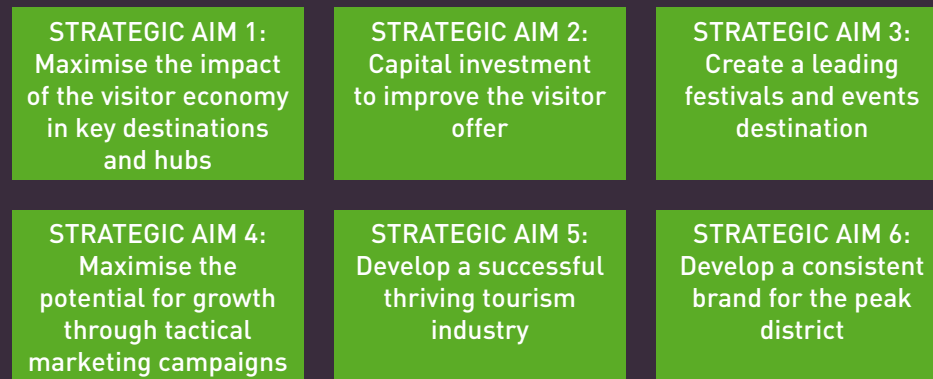 STRATEGIC AIM 1:
Maximise the impact
of the visitor economy
in key destinations
and hubs
STRATEGIC AIM 2:
Capital investment
to improve the visitor
offer
STRATEGIC AIM 3:
Create a leading
festivals and events
destination
STRATEGIC AIM 4:
Maximise the
potential for growth
through tactical
marketing campaigns
STRATEGIC AIM 5:
Develop a successful
thriving tourism
industry
STRATEGIC AIM 6:
Develop a consistent
brand for the peak
district